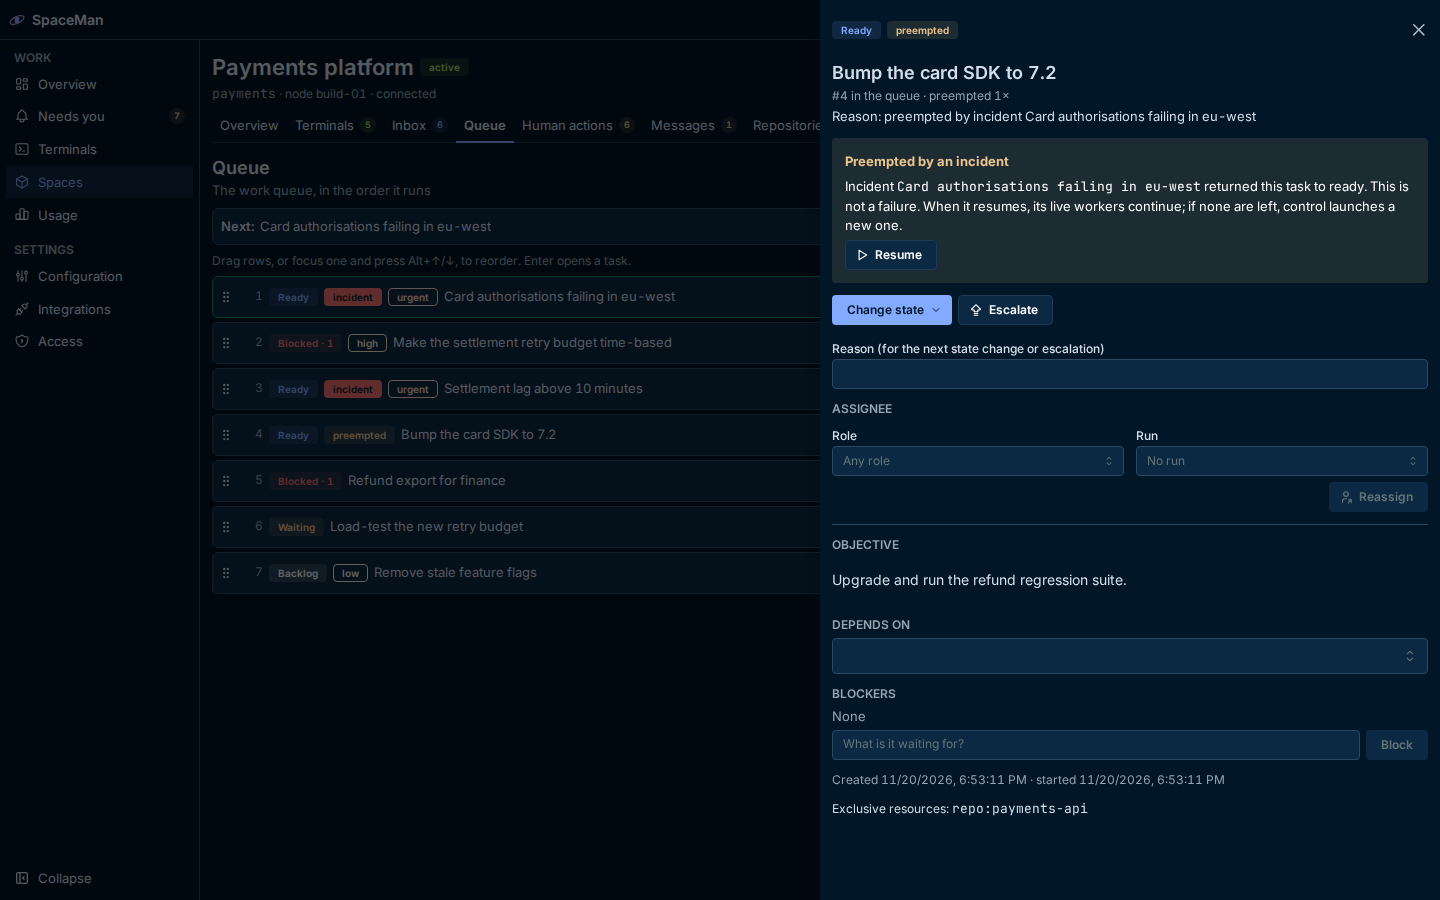 SpaceMan
WORK
Overview
Needs you 7
Terminals
Spaces
Usage
SETTINGS
Configuration
Integrations
Access
Collapse
Payments platform active
payments · node build-01 · connected
Overview Terminals 5 Inbox 6 Queue Human actions 6 Messages 1 Repositorie
Queue
The work queue, in the order it runs
Next: Card authorisations failing in eu-west
Drag rows, or focus one and press Alt+↑/↓, to reorder. Enter opens a task.
1 Ready incident urgent Card authorisations failing in eu-west
2 Blocked · 1 high Make the settlement retry budget time-based
3 Ready incident urgent Settlement lag above 10 minutes
4 Ready preempted Bump the card SDK to 7.2
5 Blocked · 1 Refund export for finance
6 Waiting Load-test the new retry budget
7 Backlog low Remove stale feature flags
Ready preempted
Bump the card SDK to 7.2
#4 in the queue · preempted 1×
Reason: preempted by incident Card authorisations failing in eu-west
Preempted by an incident
Incident Card authorisations failing in eu-west returned this task to ready. This is
not a failure. When it resumes, its live workers continue; if none are left, control launches a
new one.
Resume
Change state Escalate
Reason (for the next state change or escalation)
ASSIGNEE
Role Run
Any role No run
Reassign
OBJECTIVE
Upgrade and run the refund regression suite.
DEPENDS ON
BLOCKERS
None
What is it waiting for? Block
Created 11/20/2026, 6:53:11 PM · started 11/20/2026, 6:53:11 PM
Exclusive resources: repo:payments-api